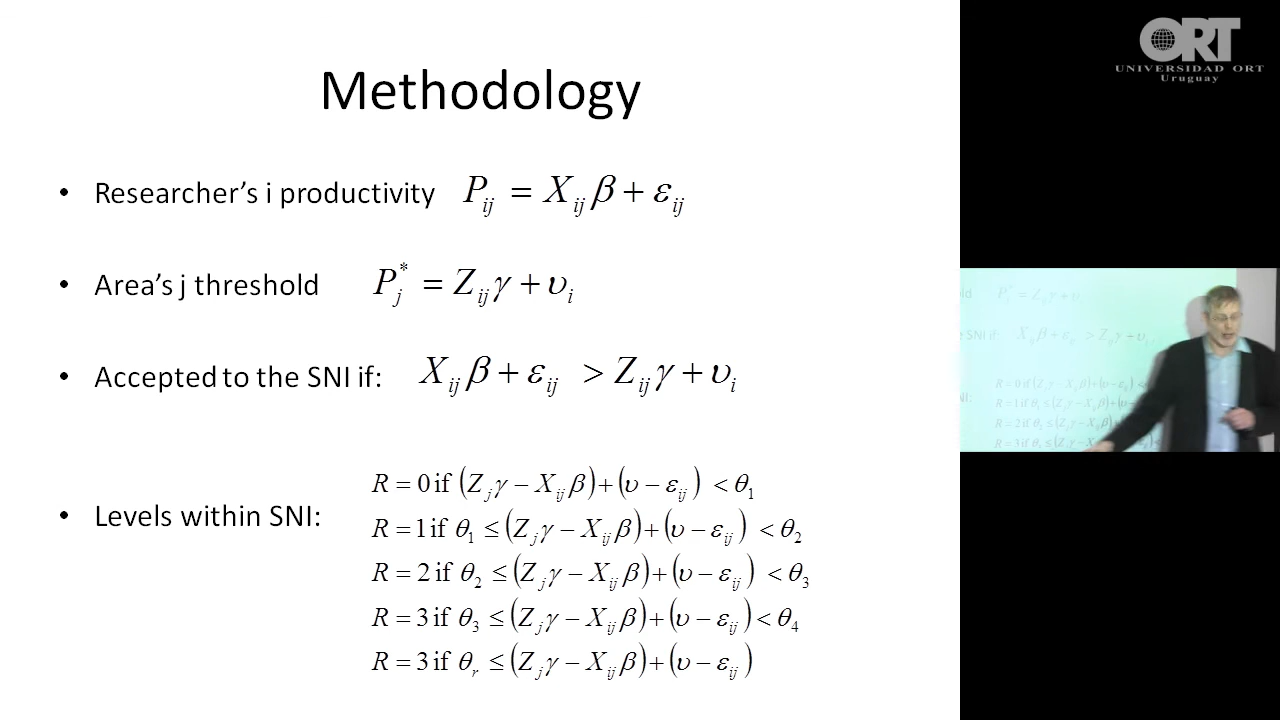 ORT
UNIVERSIDAD ORT
Uruguay
Methodology
• Researcher's i productivity P_ij = X_ij β + ε_ij
• Area's j threshold P_j^* = Z_ij γ + υ_i
• Accepted to the SNI if: X_ij β + ε_ij > Z_ij γ + υ_i
• Levels within SNI:
R = 0 if (Z_j γ − X_ij β) + (υ − ε_ij) < θ_1
R = 1 if θ_1 ≤ (Z_j γ − X_ij β) + (υ − ε_ij) < θ_2
R = 2 if θ_2 ≤ (Z_j γ − X_ij β) + (υ − ε_ij) < θ_3
R = 3 if θ_3 ≤ (Z_j γ − X_ij β) + (υ − ε_ij) < θ_4
R = 3 if θ_r ≤ (Z_j γ − X_ij β) + (υ − ε_ij)